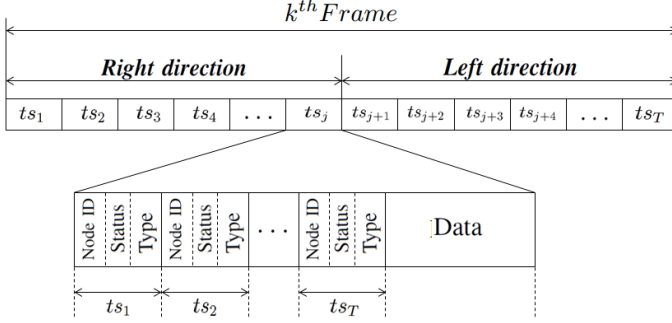 k^th Frame
Right direction Left direction
ts_1 ts_2 ts_3 ts_4 ... ts_j ts_{j+1} ts_{j+2} ts_{j+3} ts_{j+4} ... ts_T
Node ID Status Type Node ID Status Type ... Node ID Status Type Data
ts_1 ts_2 ts_T